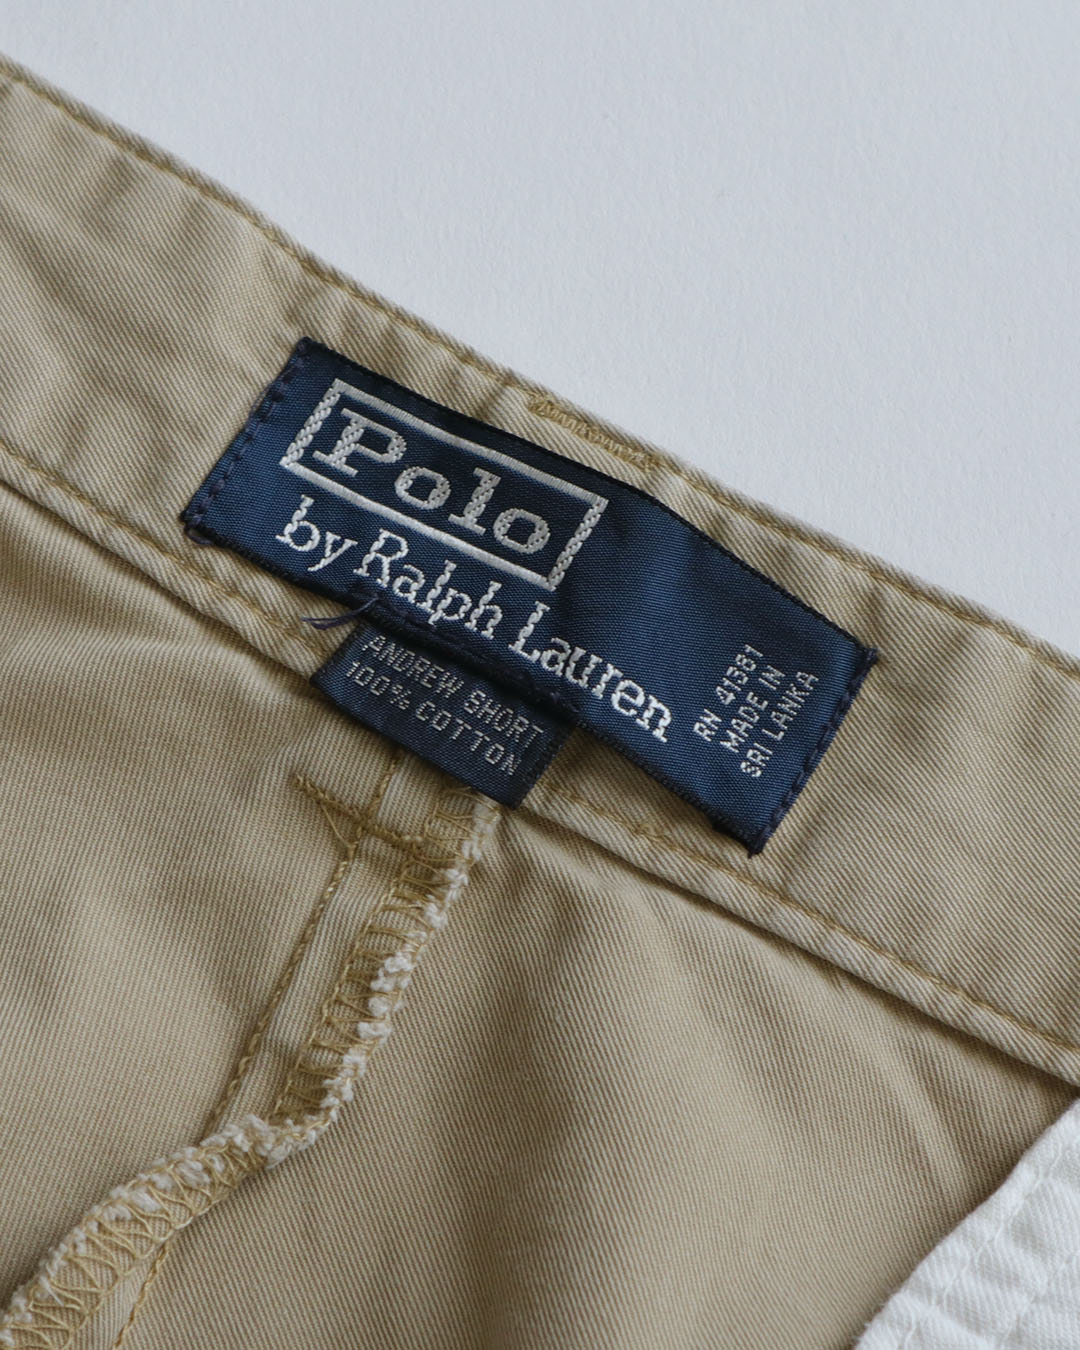 Polo
by Ralph Lauren
RN 41381
MADE IN
SRI LANKA
ANDREW SHORT
100% COTTON